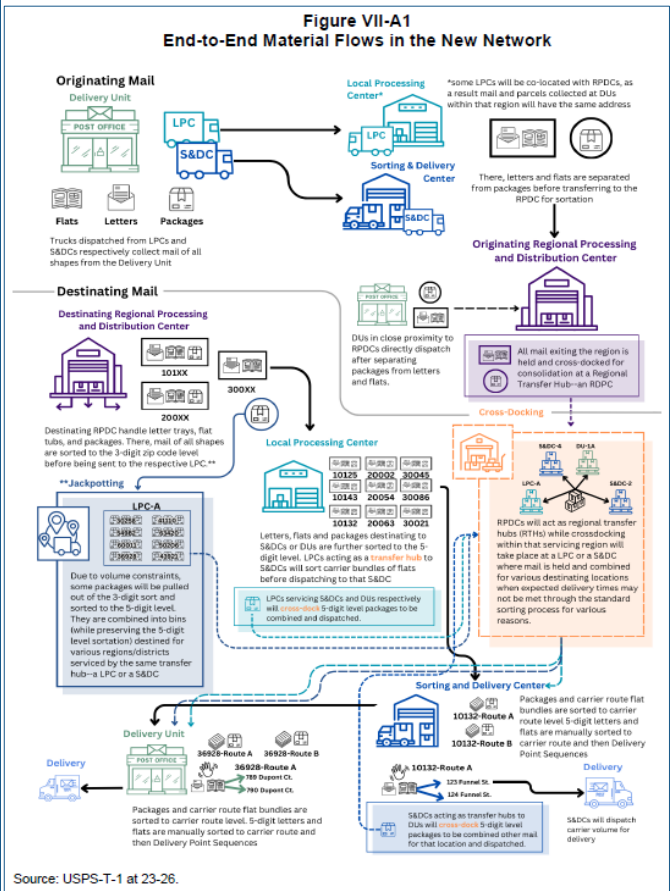 Figure VII-A1
End-to-End Material Flows in the New Network
Originating Mail
Delivery Unit
POST OFFICE
LPC
S&DC
Flats
Letters
Packages
Trucks dispatched from LPCs and
S&DCs respectively collect mail of all
shapes from the Delivery Unit
Local Processing
Center*
LPC
Sorting & Delivery
Center
S&DC
*some LPCs will be co-located with RPDCs, as
a result mail and parcels collected at DUs
within that region will have the same address
There, letters and flats are separated
from packages before transferring to the
RPDC for sortation
Originating Regional Processing
and Distribution Center
POST OFFICE
DUs in close proximity to
RPDCs directly dispatch
after separating
packages from letters
and flats.
All mail exiting the region is
held and cross-docked for
consolidation at a Regional
Transfer Hub—an RDPC
Destinating Mail
Destinating Regional Processing
and Distribution Center
101XX
200XX
300XX
Destinating RPDC handle letter trays, flat
tubs, and packages. There, mail of all shapes
are sorted to the 3-digit zip code level
before being sent to the respective LPC.**
**Jackpotting
LPC-A
Due to volume constraints,
some packages will be pulled
out of the 3-digit sort and
sorted to the 5-digit level.
They are combined into bins
(while preserving the 5-digit
level sortation) destined for
various regions/districts
serviced by the same transfer
hub—a LPC or a S&DC
Local Processing Center
10125 20002 30045
10143 20054 30086
10132 20063 30021
Letters, flats and packages destinating to
S&DCs or DUs are further sorted to the 5-
digit level. LPCs acting as a transfer hub to
S&DCs will sort carrier bundles of
flats before dispatching to that S&DC
LPCs servicing S&DCs and DUs respectively
will cross-dock 5-digit level packages to be
combined and dispatched.
Cross-Docking
S&DC-4
DU-1A
LPC-A
S&DC-2
RPDCs will act as regional transfer
hubs (RTHs) while crossdocking
within that servicing region will
take place at a LPC or a S&DC
where mail is held and combined
for various destinating locations
when expected delivery times may
not be met through the standard
sorting process for various
reasons.
Sorting and Delivery Center
10132-Route A
10132-Route B
Packages and carrier route flat
bundles are sorted to carrier
route level 5-digit letters and
flats are manually sorted to
carrier route and then Delivery
Point Sequences
10132-Route A
123 Funnel St.
124 Funnel St.
Delivery
S&DCs will dispatch
carrier volume for
delivery
S&DCs acting as transfer hubs to
DUs will cross-dock 5-digit level
packages to be combined other mail
for that location and dispatched.
Delivery Unit
POST OFFICE
36928-Route A
36928-Route B
36928-Route A
789 Dupont Ct.
790 Dupont Ct.
Delivery
Packages and carrier route flat bundles are
sorted to carrier route level. 5-digit letters and
flats are manually sorted to carrier route and
then Delivery Point Sequences
Source: USPS-T-1 at 23-26.